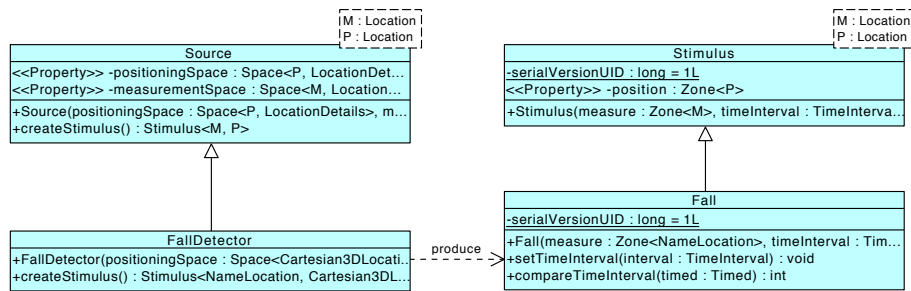 M : Location
P : Location
Source
<<Property>> -positioningSpace : Space<P, LocationDet...
<<Property>> -measurementSpace : Space<M, Location...
+Source(positioningSpace : Space<P, LocationDetails>, m...
+createStimulus() : Stimulus<M, P>
M : Location
P : Location
Stimulus
-serialVersionUID : long = 1L
<<Property>> -position : Zone<P>
+Stimulus(measure : Zone<M>, timeInterval : TimeInterva...
FallDetector
+FallDetector(positioningSpace : Space<Cartesian3DLocati...
+createStimulus() : Stimulus<NameLocation, Cartesian3DL...
produce
Fall
-serialVersionUID : long = 1L
+Fall(measure : Zone<NameLocation>, timeInterval : Tim...
+setTimeInterval(interval : TimeInterval) : void
+compareTimeInterval(timed : Timed) : int